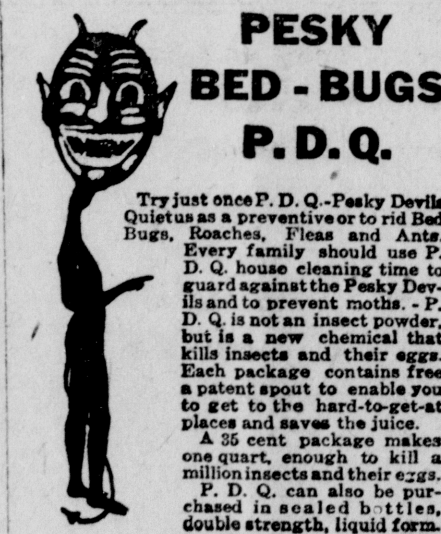 PESKY
BED - BUGS
P. D. Q.
Try just once P. D. Q.-Pesky Devils
Quietus as a preventive or to rid Bed
Bugs, Roaches, Fleas and Ants.
Every family should use P.
D. Q. house cleaning time to
guard against the Pesky Dev-
ils and to prevent moths. - P.
D. Q. is not an insect powder,
but is a new chemical that
kills insects and their eggs.
Each package contains free
a patent spout to enable you
to get to the hard-to-get-at
places and saves the juice.
A 35 cent package makes
one quart, enough to kill a
million insects and their eggs.
P. D. Q. can also be pur-
chased in sealed bottles,
double strength, liquid form.